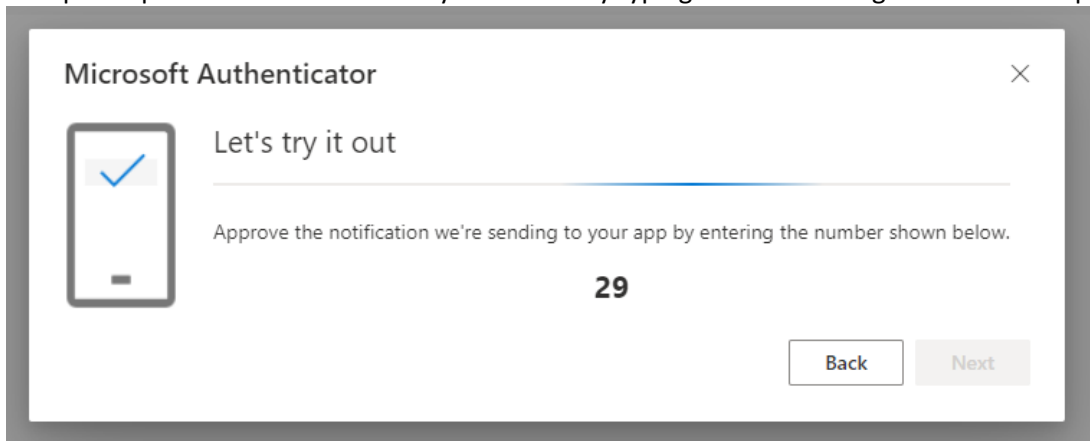 Microsoft Authenticator
Let's try it out
Approve the notification we're sending to your app by entering the number shown below.
29
Back Next